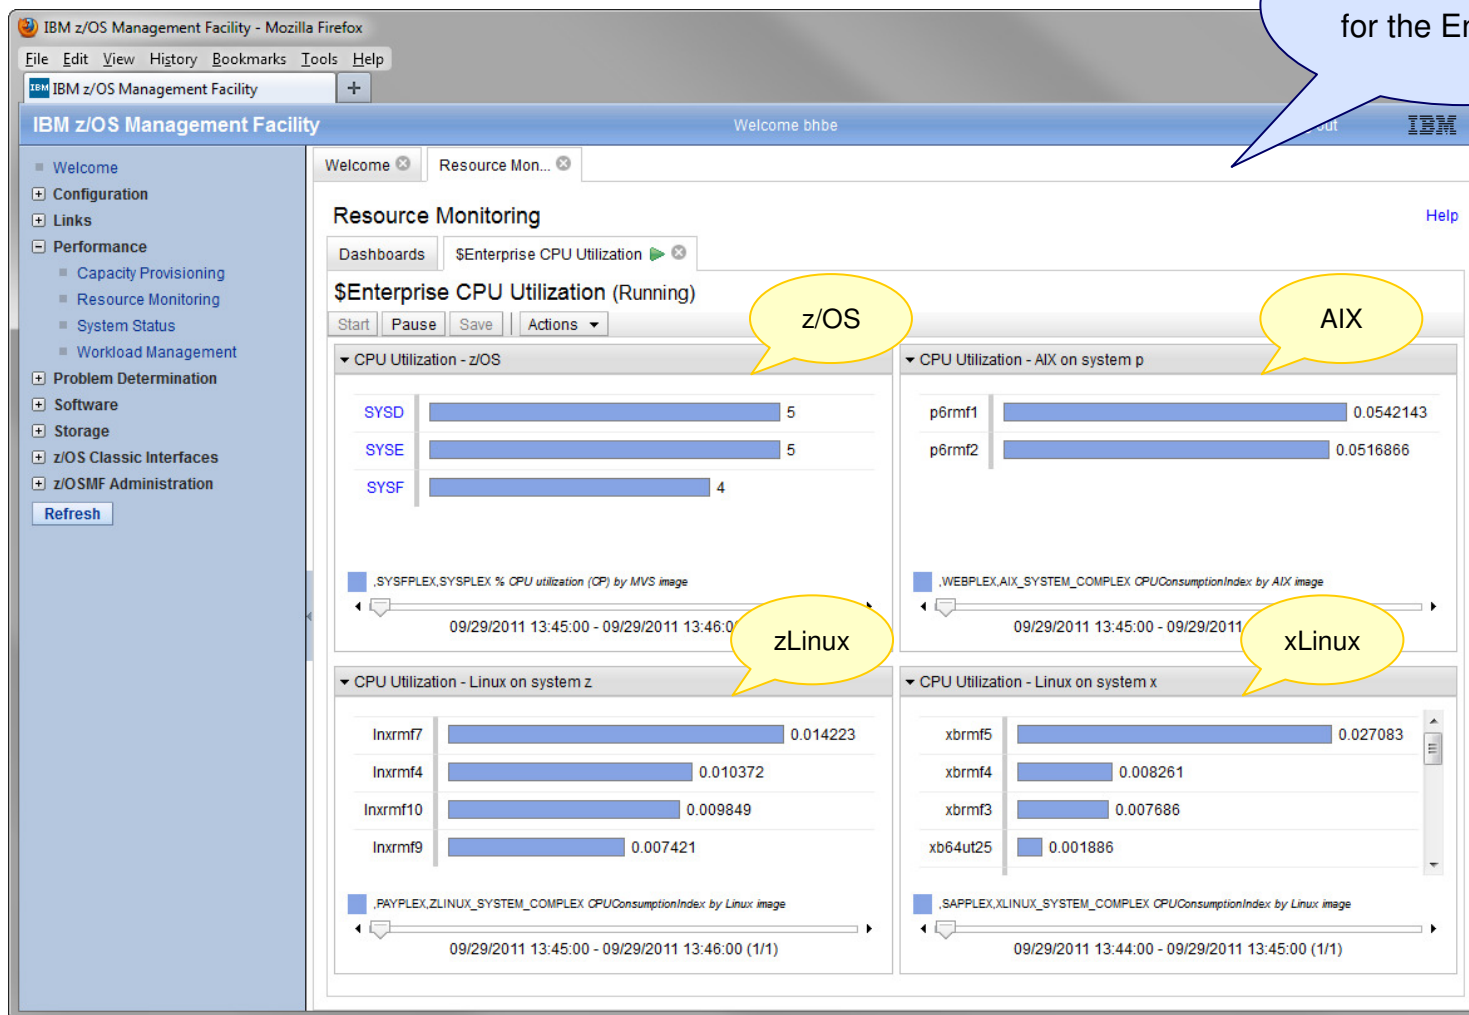 for the En
IBM z/OS Management Facility - Mozilla Firefox
File Edit View History Bookmarks Tools Help
IBM IBM z/OS Management Facility +
IBM z/OS Management Facility Welcome bhbe out IBM
Welcome
Configuration
Links
Performance
Capacity Provisioning
Resource Monitoring
System Status
Workload Management
Problem Determination
Software
Storage
z/OS Classic Interfaces
z/OSMF Administration
Refresh
Welcome Resource Mon...
Resource Monitoring Help
Dashboards $Enterprise CPU Utilization
$Enterprise CPU Utilization (Running)
Start Pause Save Actions
z/OS
CPU Utilization - z/OS
SYSD 5
SYSE 5
SYSF 4
,SYSFPLEX,SYSPLEX % CPU utilization (CP) by MVS image
09/29/2011 13:45:00 - 09/29/2011 13:46:0
AIX
CPU Utilization - AIX on system p
p6rmf1 0.0542143
p6rmf2 0.0516866
,WEBPLEX,AIX_SYSTEM_COMPLEX CPUConsumptionIndex by AIX image
09/29/2011 13:45:00 - 09/29/2011
zLinux
CPU Utilization - Linux on system z
lnxrmf7 0.014223
lnxrmf4 0.010372
lnxrmf10 0.009849
lnxrmf9 0.007421
,PAYPLEX,ZLINUX_SYSTEM_COMPLEX CPUConsumptionIndex by Linux image
09/29/2011 13:45:00 - 09/29/2011 13:46:00 (1/1)
xLinux
CPU Utilization - Linux on system x
xbrmf5 0.027083
xbrmf4 0.008261
xbrmf3 0.007686
xb64ut25 0.001886
,SAPPLEX,XLINUX_SYSTEM_COMPLEX CPUConsumptionIndex by Linux image
09/29/2011 13:44:00 - 09/29/2011 13:45:00 (1/1)